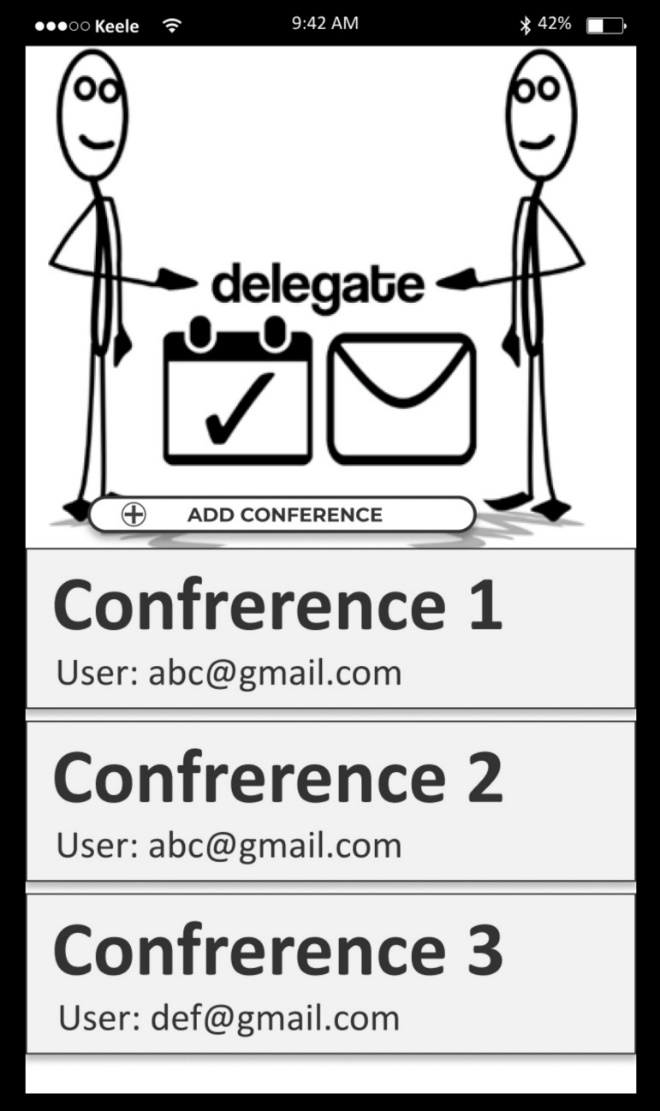 Keele 9:42 AM 42%
delegate
ADD CONFERENCE
Confrerence 1
User: abc@gmail.com
Confrerence 2
User: abc@gmail.com
Confrerence 3
User: def@gmail.com